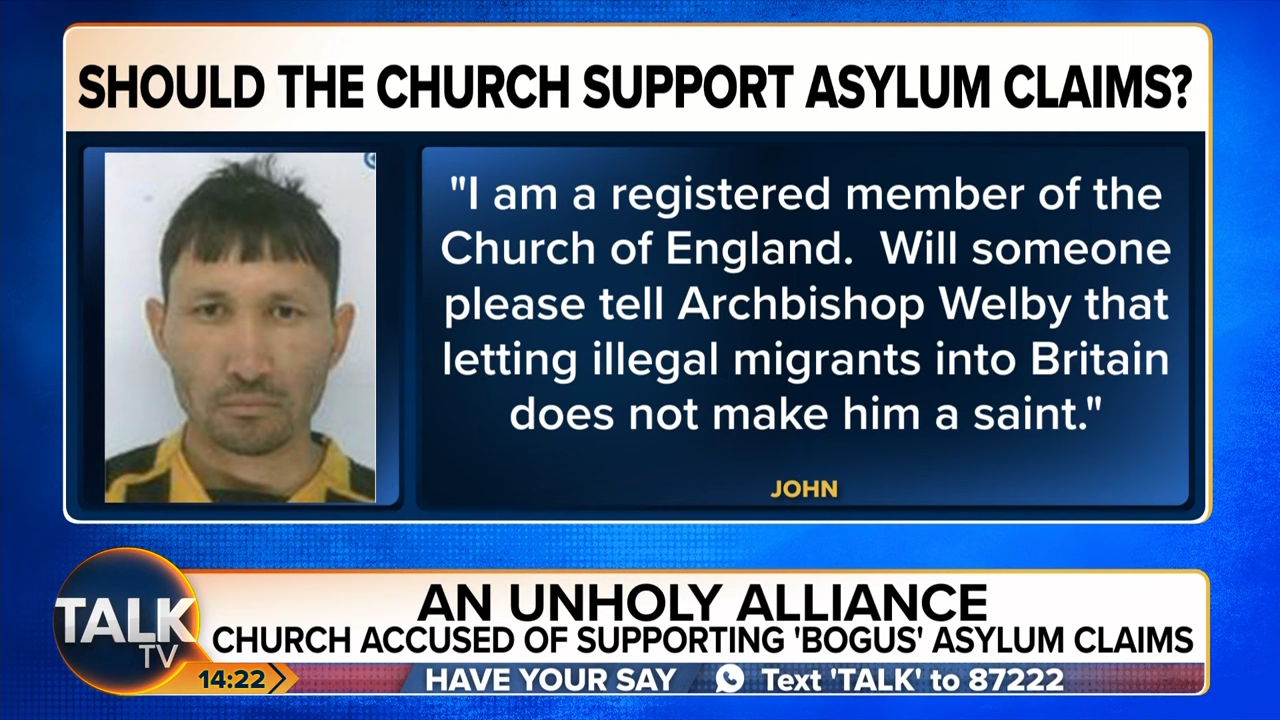 SHOULD THE CHURCH SUPPORT ASYLUM CLAIMS?
"I am a registered member of the
Church of England.  Will someone
please tell Archbishop Welby that
letting illegal migrants into Britain
does not make him a saint."
JOHN
AN UNHOLY ALLIANCE
CHURCH ACCUSED OF SUPPORTING 'BOGUS' ASYLUM CLAIMS
TALK
TV
14:22
HAVE YOUR SAY
Text 'TALK' to 87222